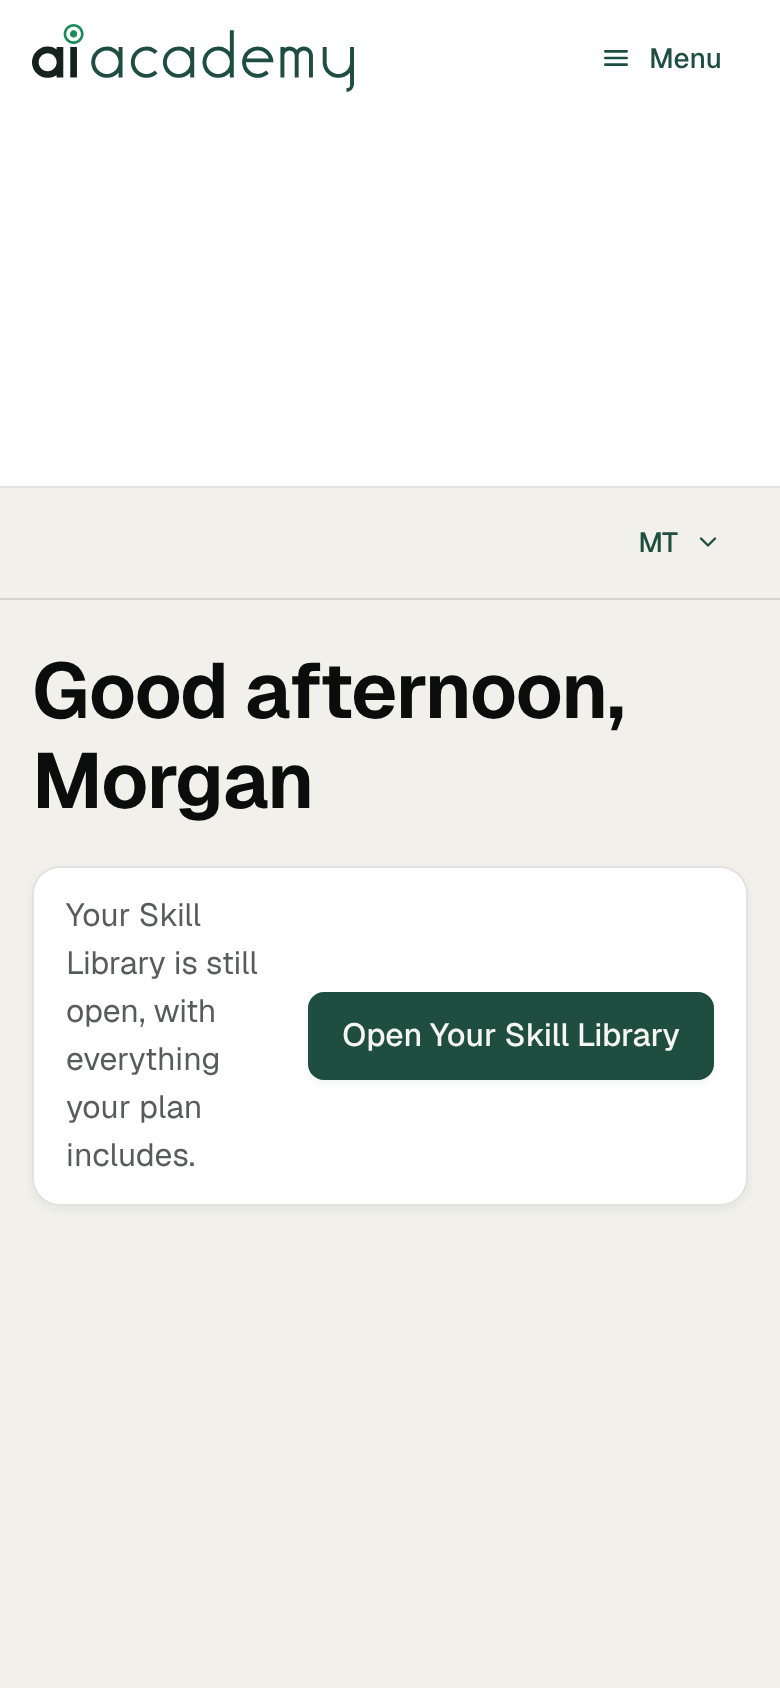 ai academy
Menu
MT
Good afternoon,
Morgan
Your Skill
Library is still
open, with
everything
your plan
includes.
Open Your Skill Library